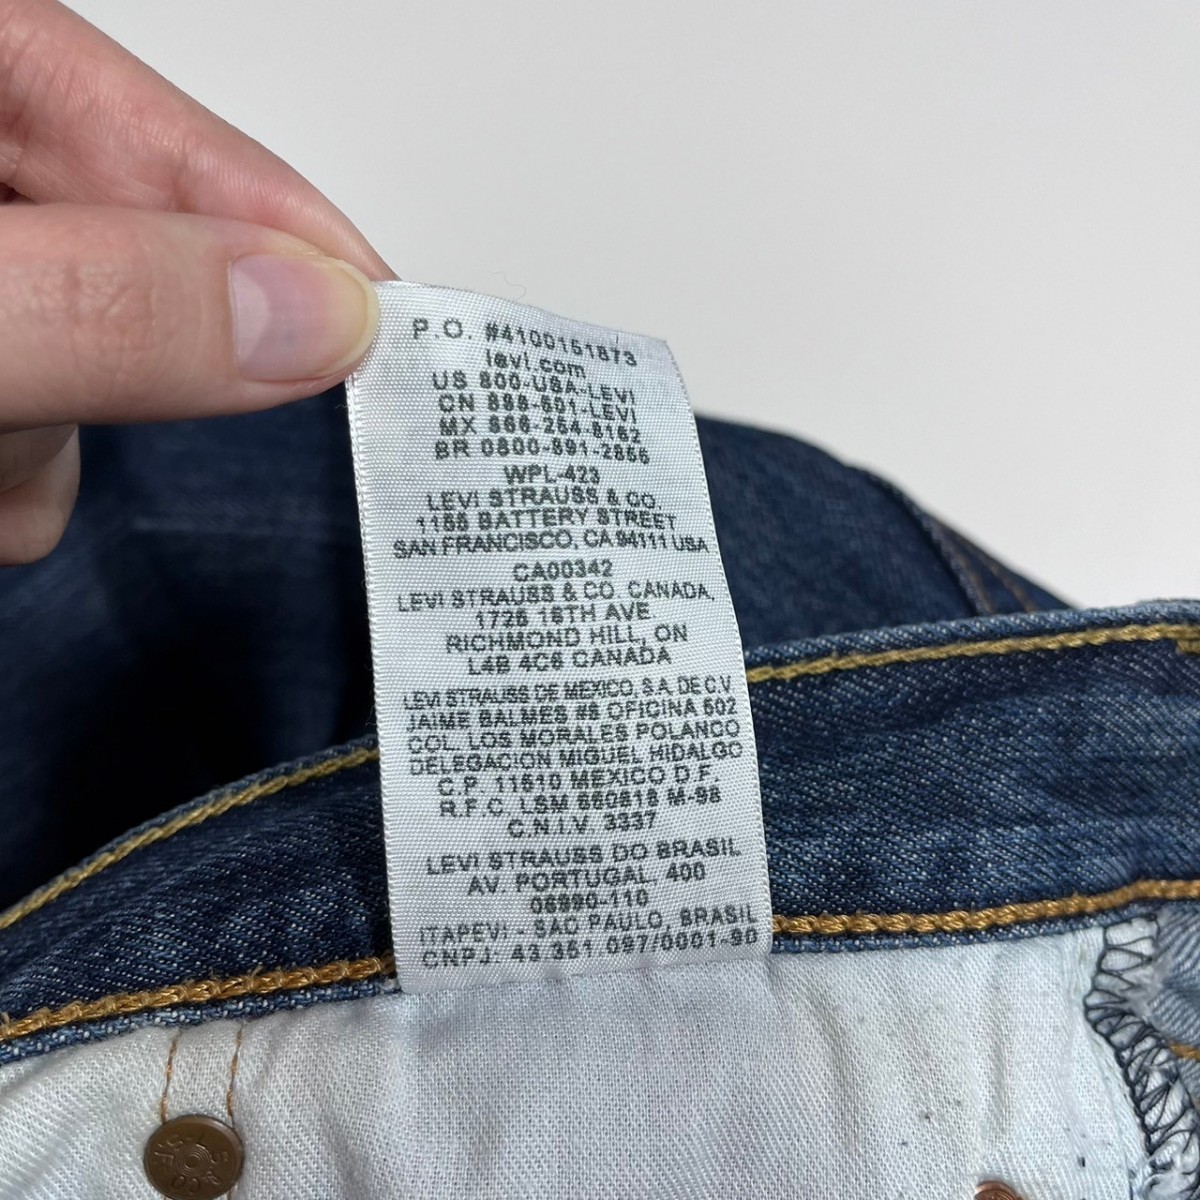 P.O. #4100151873
levi.com
US 800-USA-LEVI
CN 898-601-LEVI
MX 866-254-8162
BR 0800-891-2855
WPL-423
LEVI STRAUSS & CO.
1155 BATTERY STREET
SAN FRANCISCO, CA 94111 USA
CA00342
LEVI STRAUSS & CO. CANADA.
1725 16TH AVE
RICHMOND HILL, ON
L4B 4C6 CANADA
LEVI STRAUSS DE MEXICO, S.A. DE C.V.
JAIME BALMES #8 OFICINA 602
COL. LOS MORALES POLANCO
DELEGACION MIGUEL HIDALGO
C.P. 11510 MEXICO D.F.
R.F.C. LSM 650618 M-98
C.N.I.V. 3337
LEVI STRAUSS DO BRASIL
AV. PORTUGAL, 400
06690-110
ITAPEVI - SAO PAULO, BRASIL
CNPJ: 43 351 097/0001-90